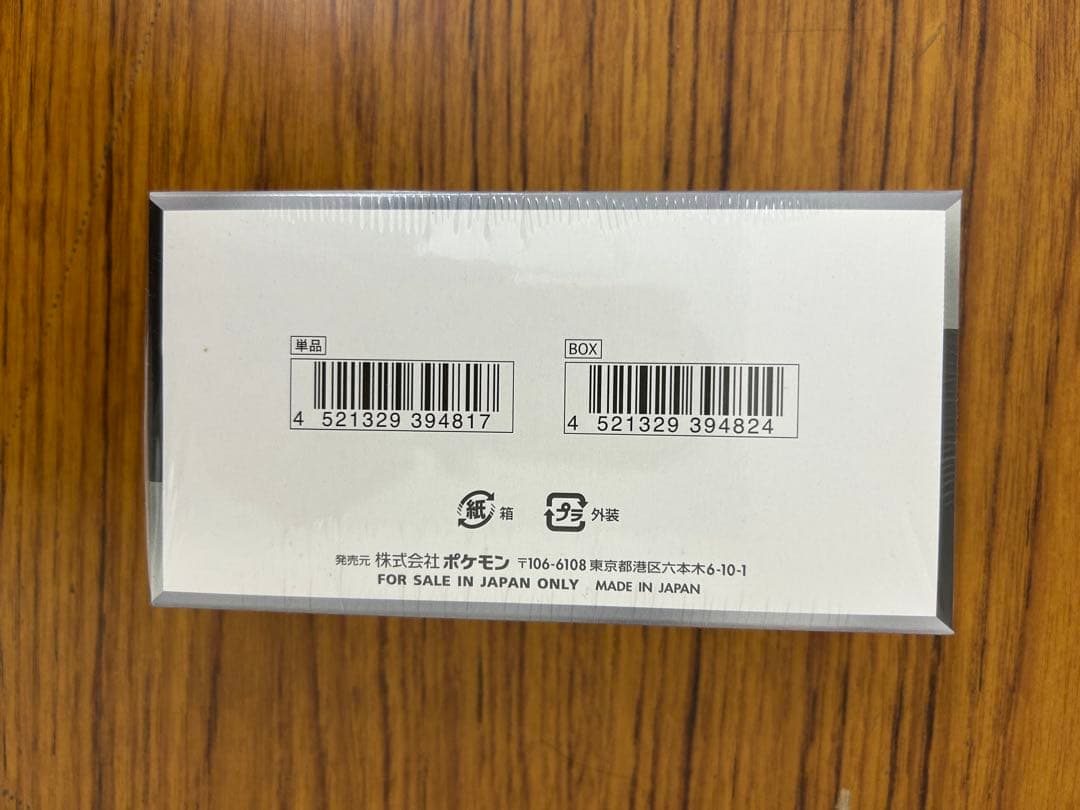 単品
4 521329 394817
BOX
4 521329 394824
紙 箱
プラ 外装
発売元 株式会社 ポケモン 〒106-6108 東京都港区六本木6-10-1
FOR SALE IN JAPAN ONLY MADE IN JAPAN